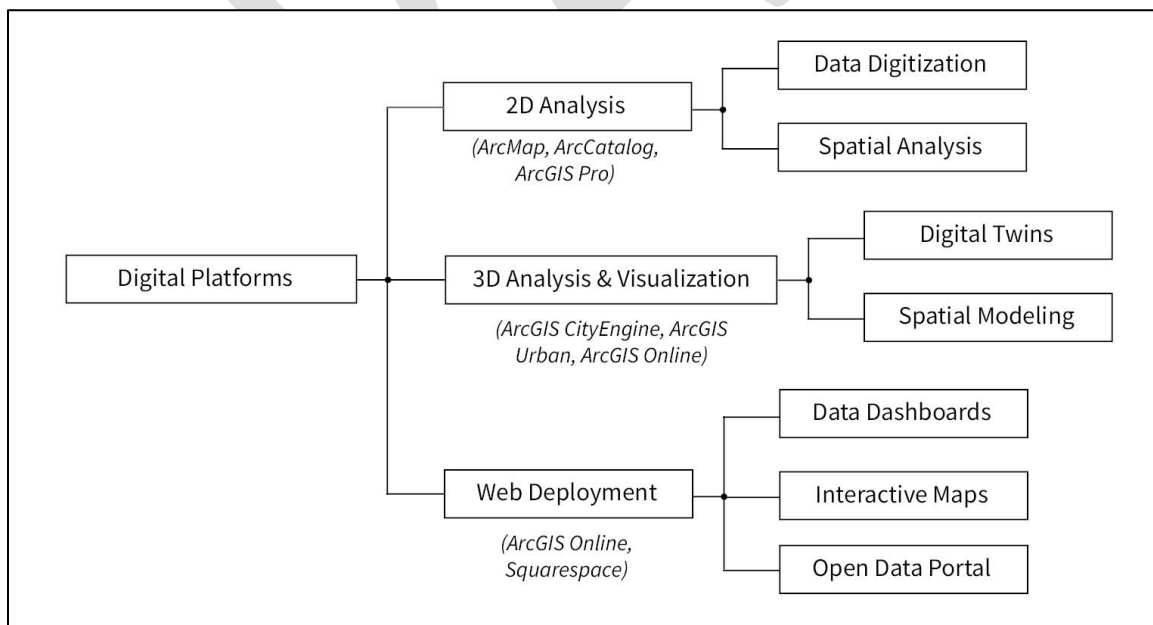 Digital Platforms
2D Analysis
(ArcMap, ArcCatalog,
ArcGIS Pro)
Data Digitization
Spatial Analysis
3D Analysis & Visualization
(ArcGIS CityEngine, ArcGIS
Urban, ArcGIS Online)
Digital Twins
Spatial Modeling
Web Deployment
(ArcGIS Online,
Squarespace)
Data Dashboards
Interactive Maps
Open Data Portal